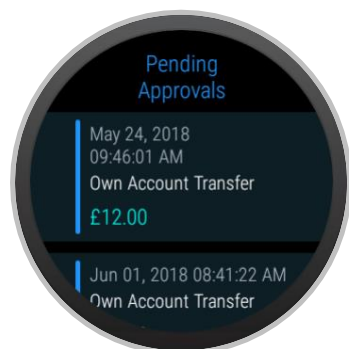 Pending
Approvals
May 24, 2018
09:46:01 AM
Own Account Transfer
£12.00
Jun 01, 2018 08:41:22 AM
Own Account Transfer